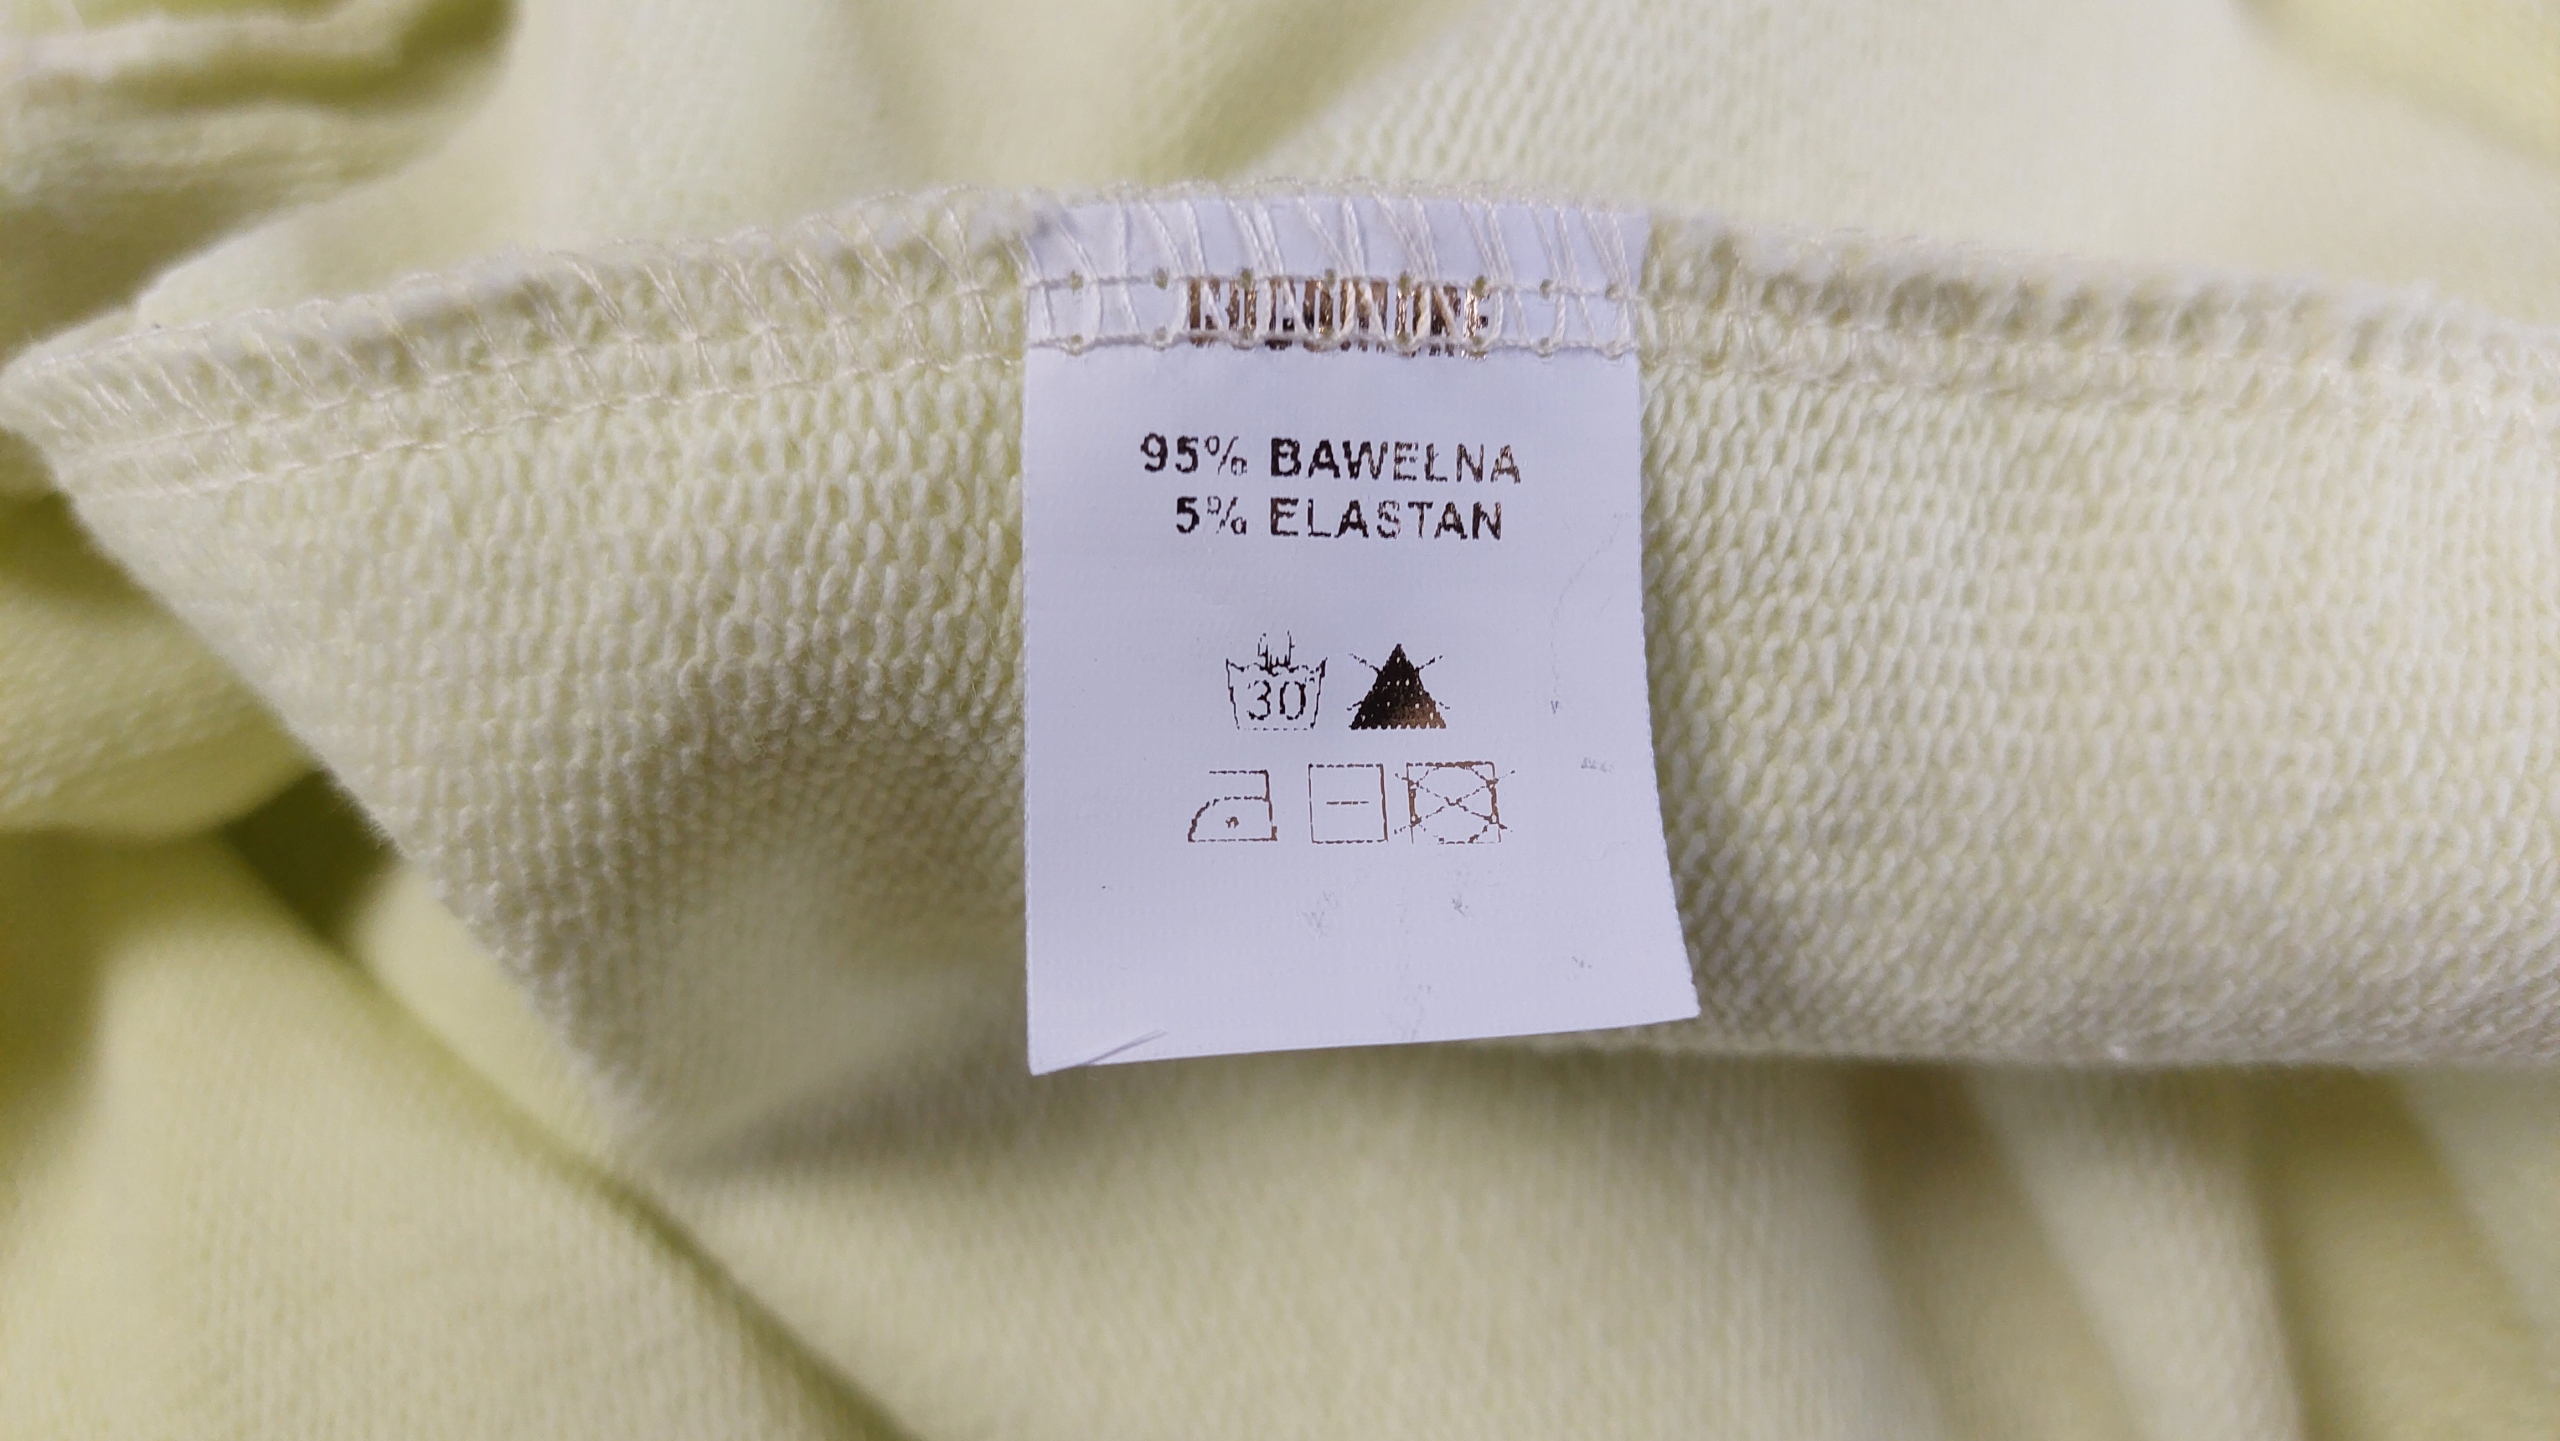 95% BAWEŁNA
5% ELASTAN
30